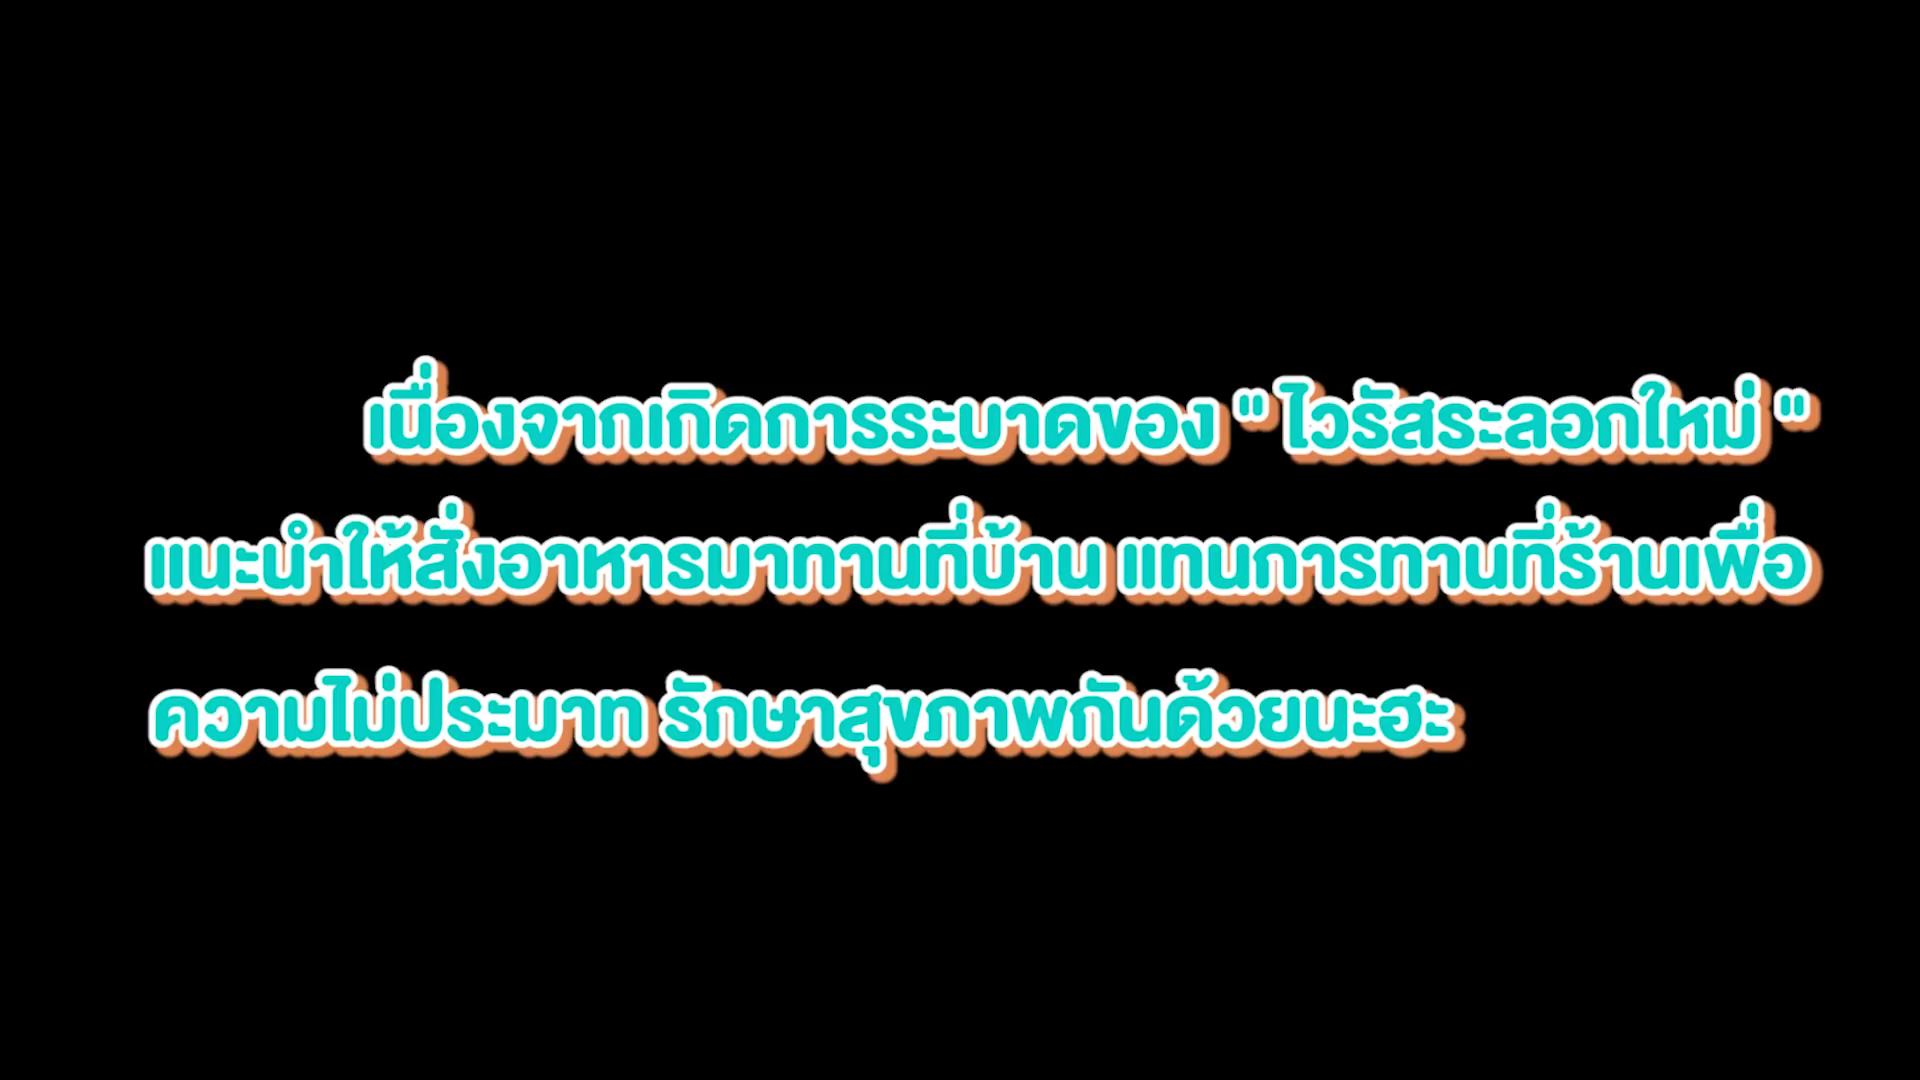 เนื่องจากเกิดการระบาดของ " ไวรัสระลอกใหม่ "
แนะนำให้สั่งอาหารมาทานที่บ้าน แทนการทานที่ร้านเพื่อ
ความไม่ประมาท รักษาสุขภาพกันด้วยนะฮะ